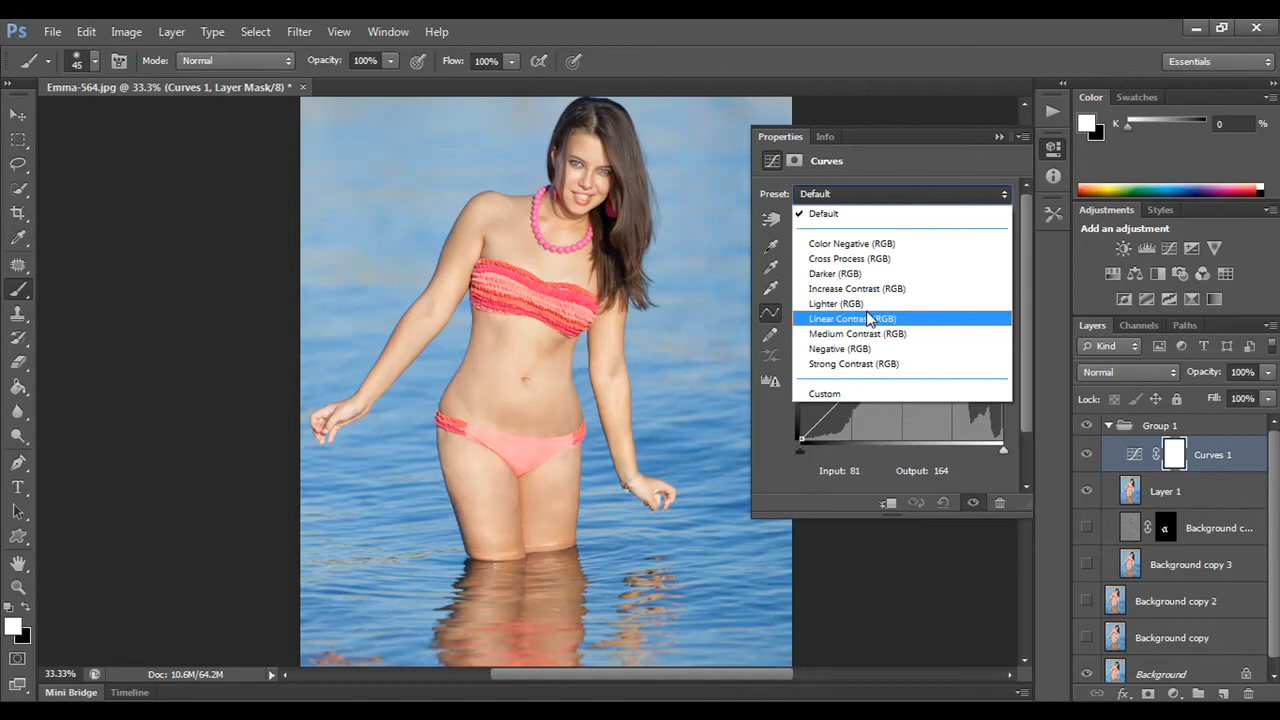 Ps File Edit Image Layer Type Select Filter View Window Help
45 Mode: Normal Opacity: 100% Flow: 100% Essentials
Emma-564.jpg @ 33.3% (Curves 1, Layer Mask/8) * ×
Color Swatches
K 0 %
Properties Info
Curves
Preset: Default
Default
Color Negative (RGB)
Cross Process (RGB)
Darker (RGB)
Increase Contrast (RGB)
Lighter (RGB)
Linear Contrast (RGB)
Medium Contrast (RGB)
Negative (RGB)
Strong Contrast (RGB)
Custom
Input: 81 Output: 164
Adjustments Styles
Add an adjustment
Layers Channels Paths
Kind
Normal Opacity: 100%
Lock: Fill: 100%
Group 1
Curves 1
Layer 1
Background c...
Background copy 3
Background copy 2
Background copy
Background
33.33% Doc: 10.6M/64.2M
Mini Bridge Timeline